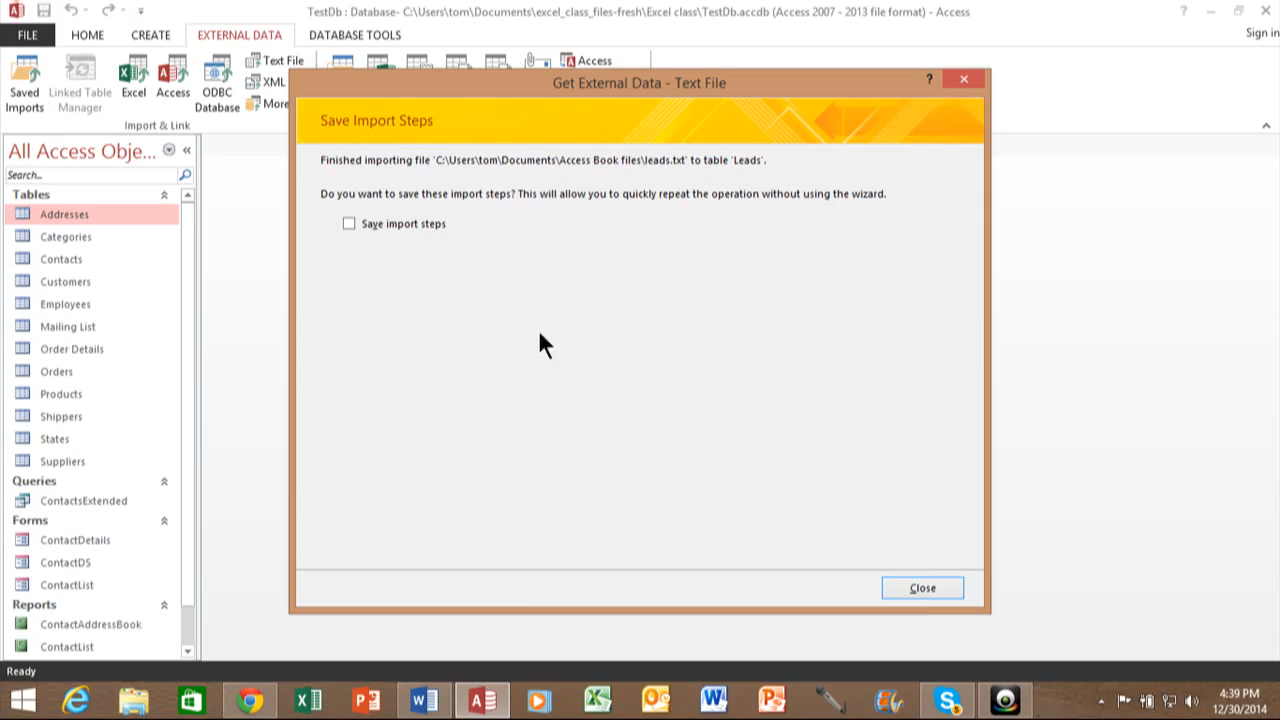 TestDb : Database- C:\Users\tom\Documents\excel_class_files-fresh\Excel class\TestDb.accdb (Access 2007 - 2013 file format) - Access
FILE HOME CREATE EXTERNAL DATA DATABASE TOOLS
Sign in
Saved Imports
Linked Table Manager
Excel
Access
ODBC Database
Text File
XML
More
Access
Import & Link
Get External Data - Text File
Save Import Steps
Finished importing file 'C:\Users\tom\Documents\Access Book files\leads.txt' to table 'Leads'.
Do you want to save these import steps? This will allow you to quickly repeat the operation without using the wizard.
Save import steps
Close
All Access Obje...
Search...
Tables
Addresses
Categories
Contacts
Customers
Employees
Mailing List
Order Details
Orders
Products
Shippers
States
Suppliers
Queries
ContactsExtended
Forms
ContactDetails
ContactDS
ContactList
Reports
ContactAddressBook
ContactList
Ready
4:39 PM
12/30/2014